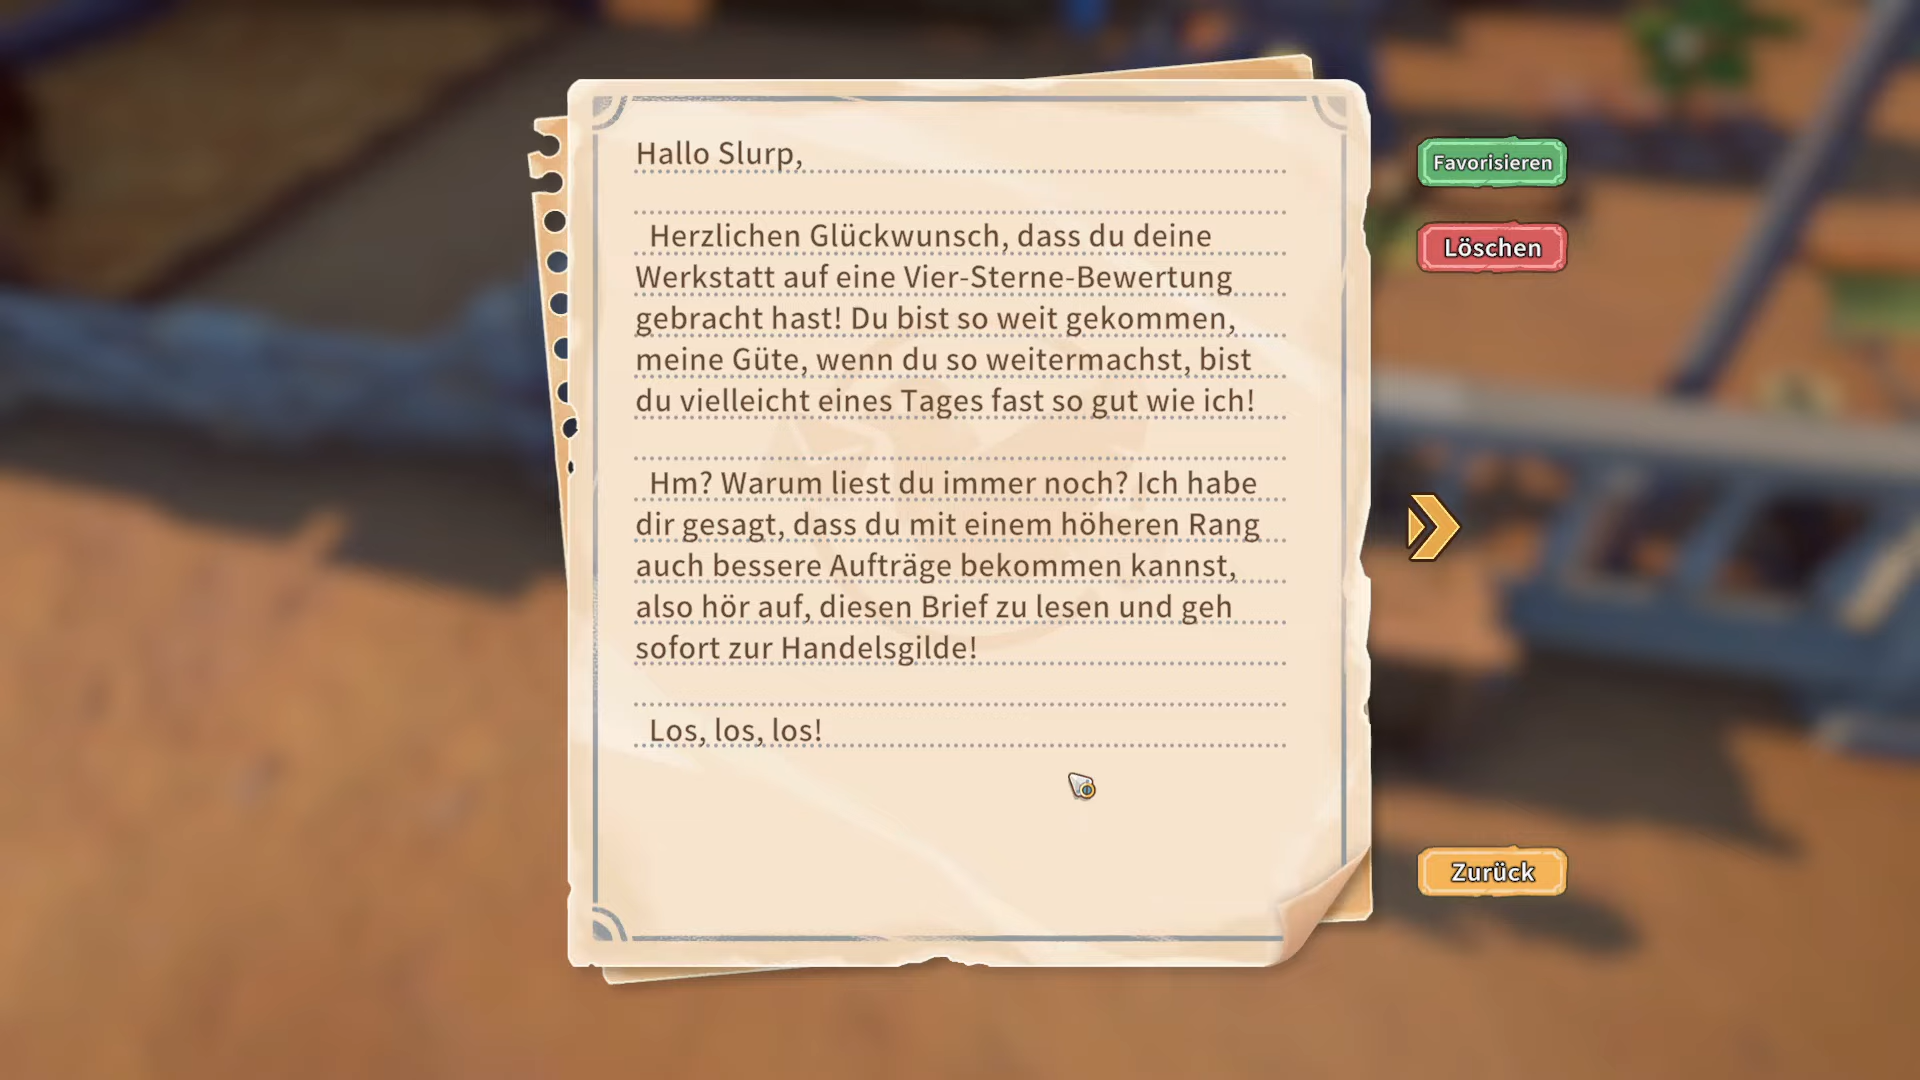 Hallo Slurp,
Herzlichen Glückwunsch, dass du deine
Werkstatt auf eine Vier-Sterne-Bewertung
gebracht hast! Du bist so weit gekommen,
meine Güte, wenn du so weitermachst, bist
du vielleicht eines Tages fast so gut wie ich!
Hm? Warum liest du immer noch? Ich habe
dir gesagt, dass du mit einem höheren Rang
auch bessere Aufträge bekommen kannst,
also hör auf, diesen Brief zu lesen und geh
sofort zur Handelsgilde!
Los, los, los!
Favorisieren
Löschen
Zurück